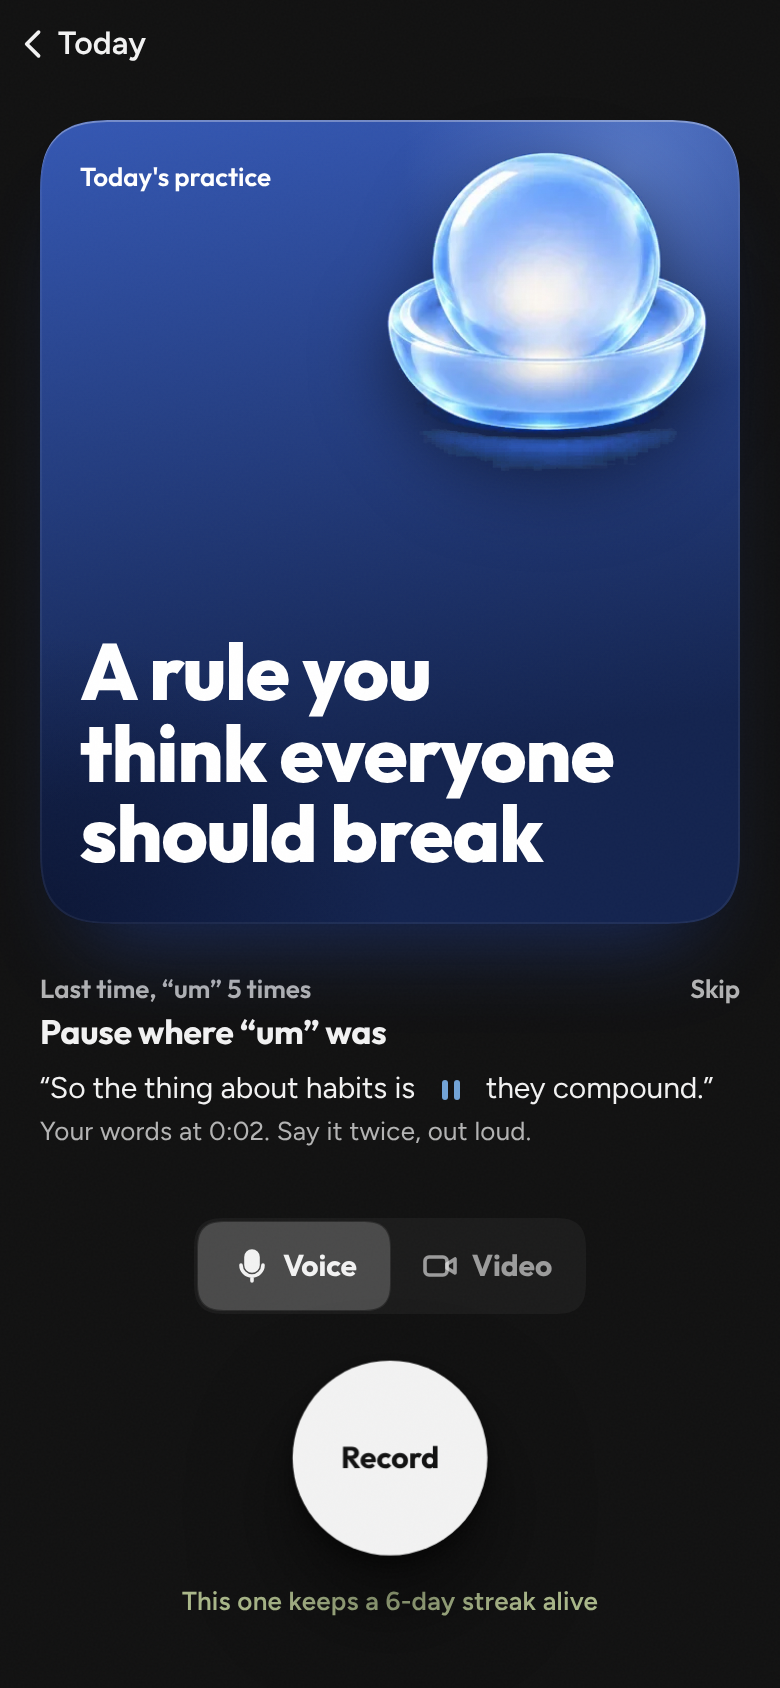 Today
Today's practice
A rule you
think everyone
should break
Last time, “um” 5 times
Skip
Pause where “um” was
“So the thing about habits is they compound.”
Your words at 0:02. Say it twice, out loud.
Voice
Video
Record
This one keeps a 6-day streak alive